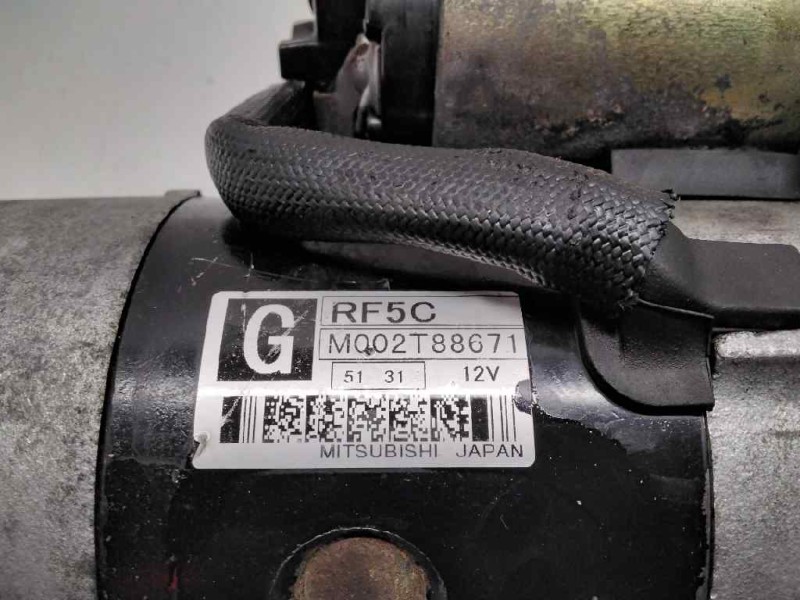 G
RF5C
M002T88671
51 31 12V
MITSUBISHI JAPAN